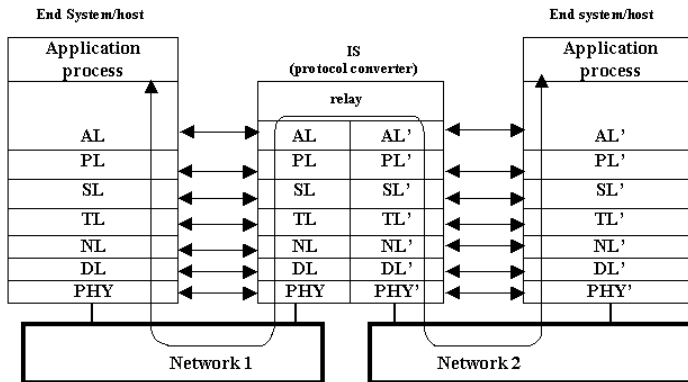 End System/host
End system/host
Application
process
IS
(protocol converter)
Application
process
relay
AL
AL
AL’
AL’
PL
PL
PL’
PL’
SL
SL
SL’
SL’
TL
TL
TL’
TL’
NL
NL
NL’
NL’
DL
DL
DL’
DL’
PHY
PHY
PHY’
PHY’
Network 1
Network 2